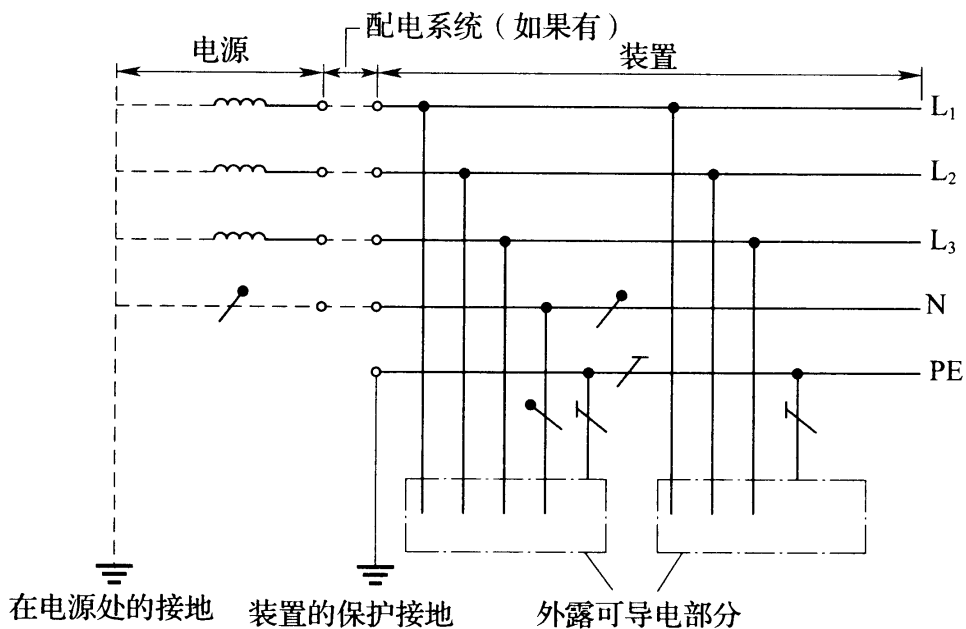 配电系统（如果有）
电源
装置
L₁
L₂
L₃
N
PE
在电源处的接地
装置的保护接地
外露可导电部分